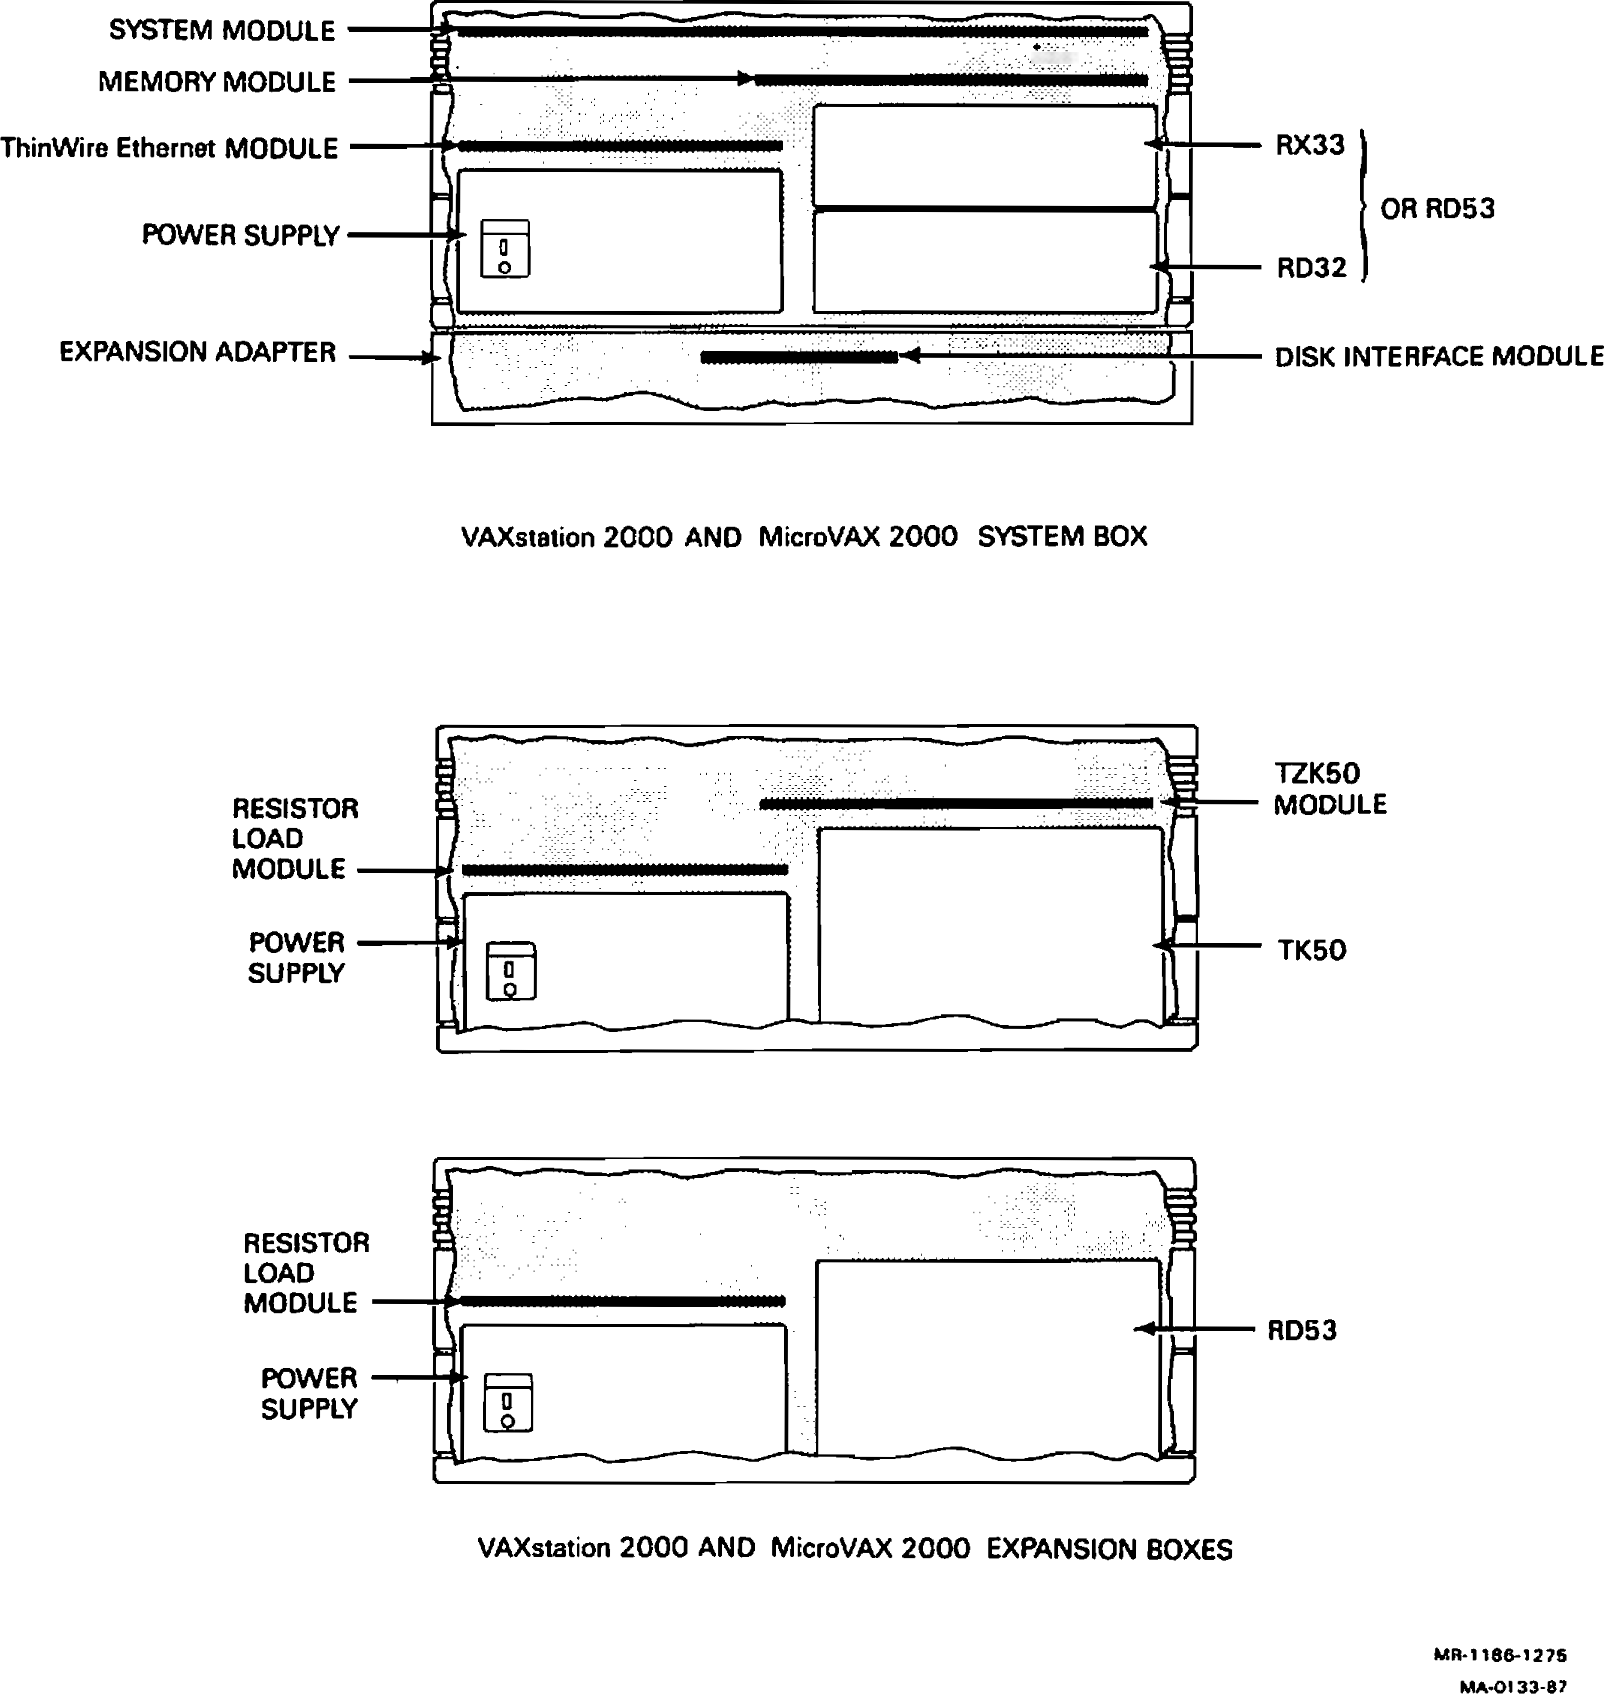 SYSTEM MODULE
MEMORY MODULE
ThinWire Ethernet MODULE
RX33
OR RD53
POWER SUPPLY
RD32
EXPANSION ADAPTER
DISK INTERFACE MODULE
VAXstation 2000 AND MicroVAX 2000 SYSTEM BOX
TZK50
MODULE
RESISTOR
LOAD
MODULE
POWER
SUPPLY
TK50
RESISTOR
LOAD
MODULE
RD53
POWER
SUPPLY
VAXstation 2000 AND MicroVAX 2000 EXPANSION BOXES
MR-1186-1275
MA-0133-87